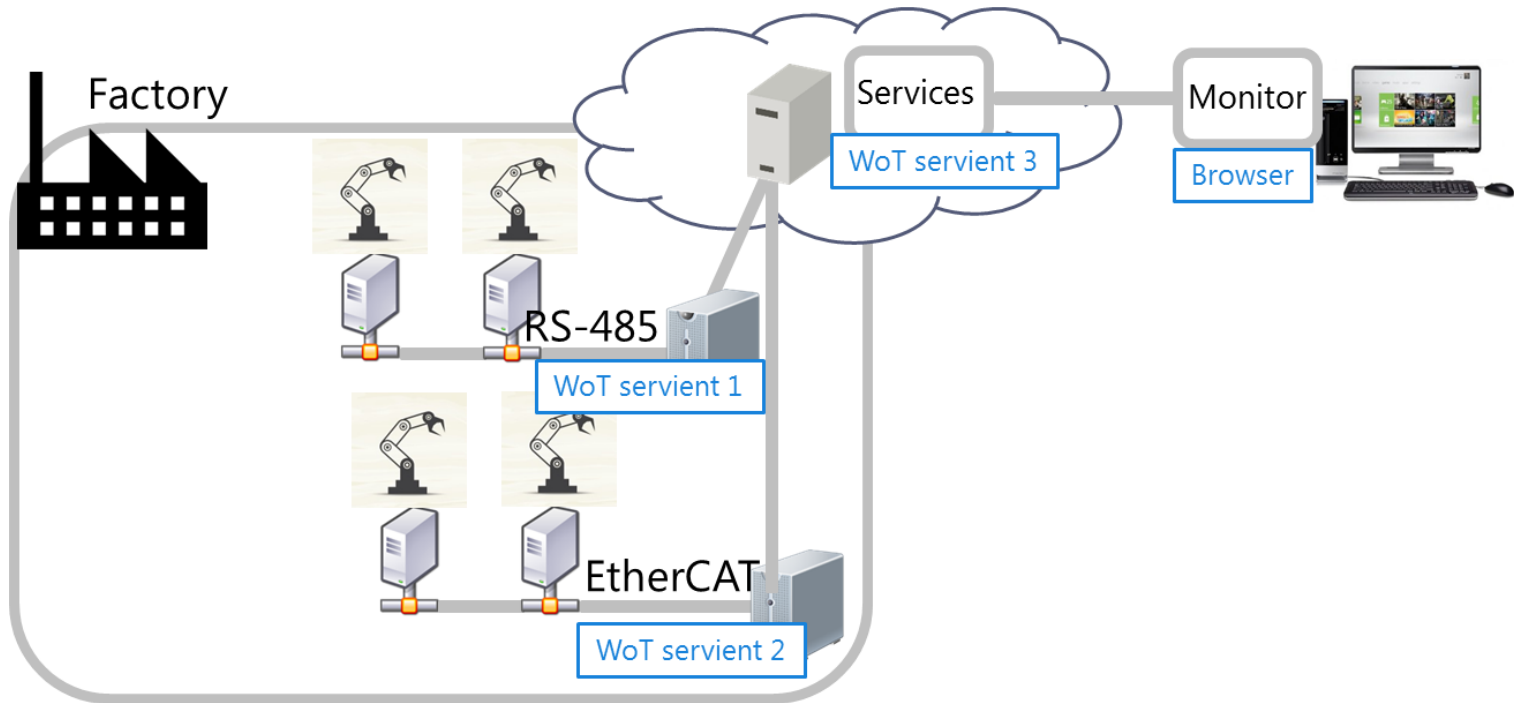 Factory
Services
WoT servient 3
Monitor
Browser
RS-485
WoT servient 1
EtherCAT
WoT servient 2